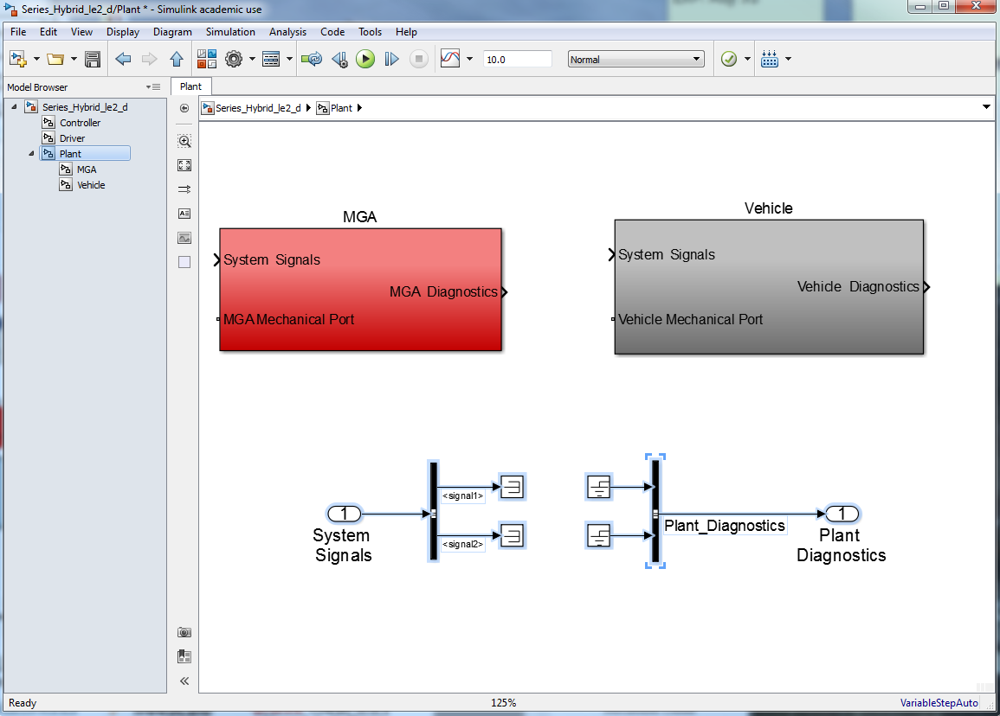 Series_Hybrid_le2_d/Plant * - Simulink academic use
File Edit View Display Diagram Simulation Analysis Code Tools Help
10.0 Normal
Model Browser
Plant
Series_Hybrid_le2_d
Controller
Driver
Plant
MGA
Vehicle
Series_Hybrid_le2_d Plant
MGA
System Signals
MGA Diagnostics
MGA Mechanical Port
Vehicle
System Signals
Vehicle Diagnostics
Vehicle Mechanical Port
1
System
Signals
<signal1>
<signal2>
Plant_Diagnostics
1
Plant
Diagnostics
Ready 125% VariableStepAuto